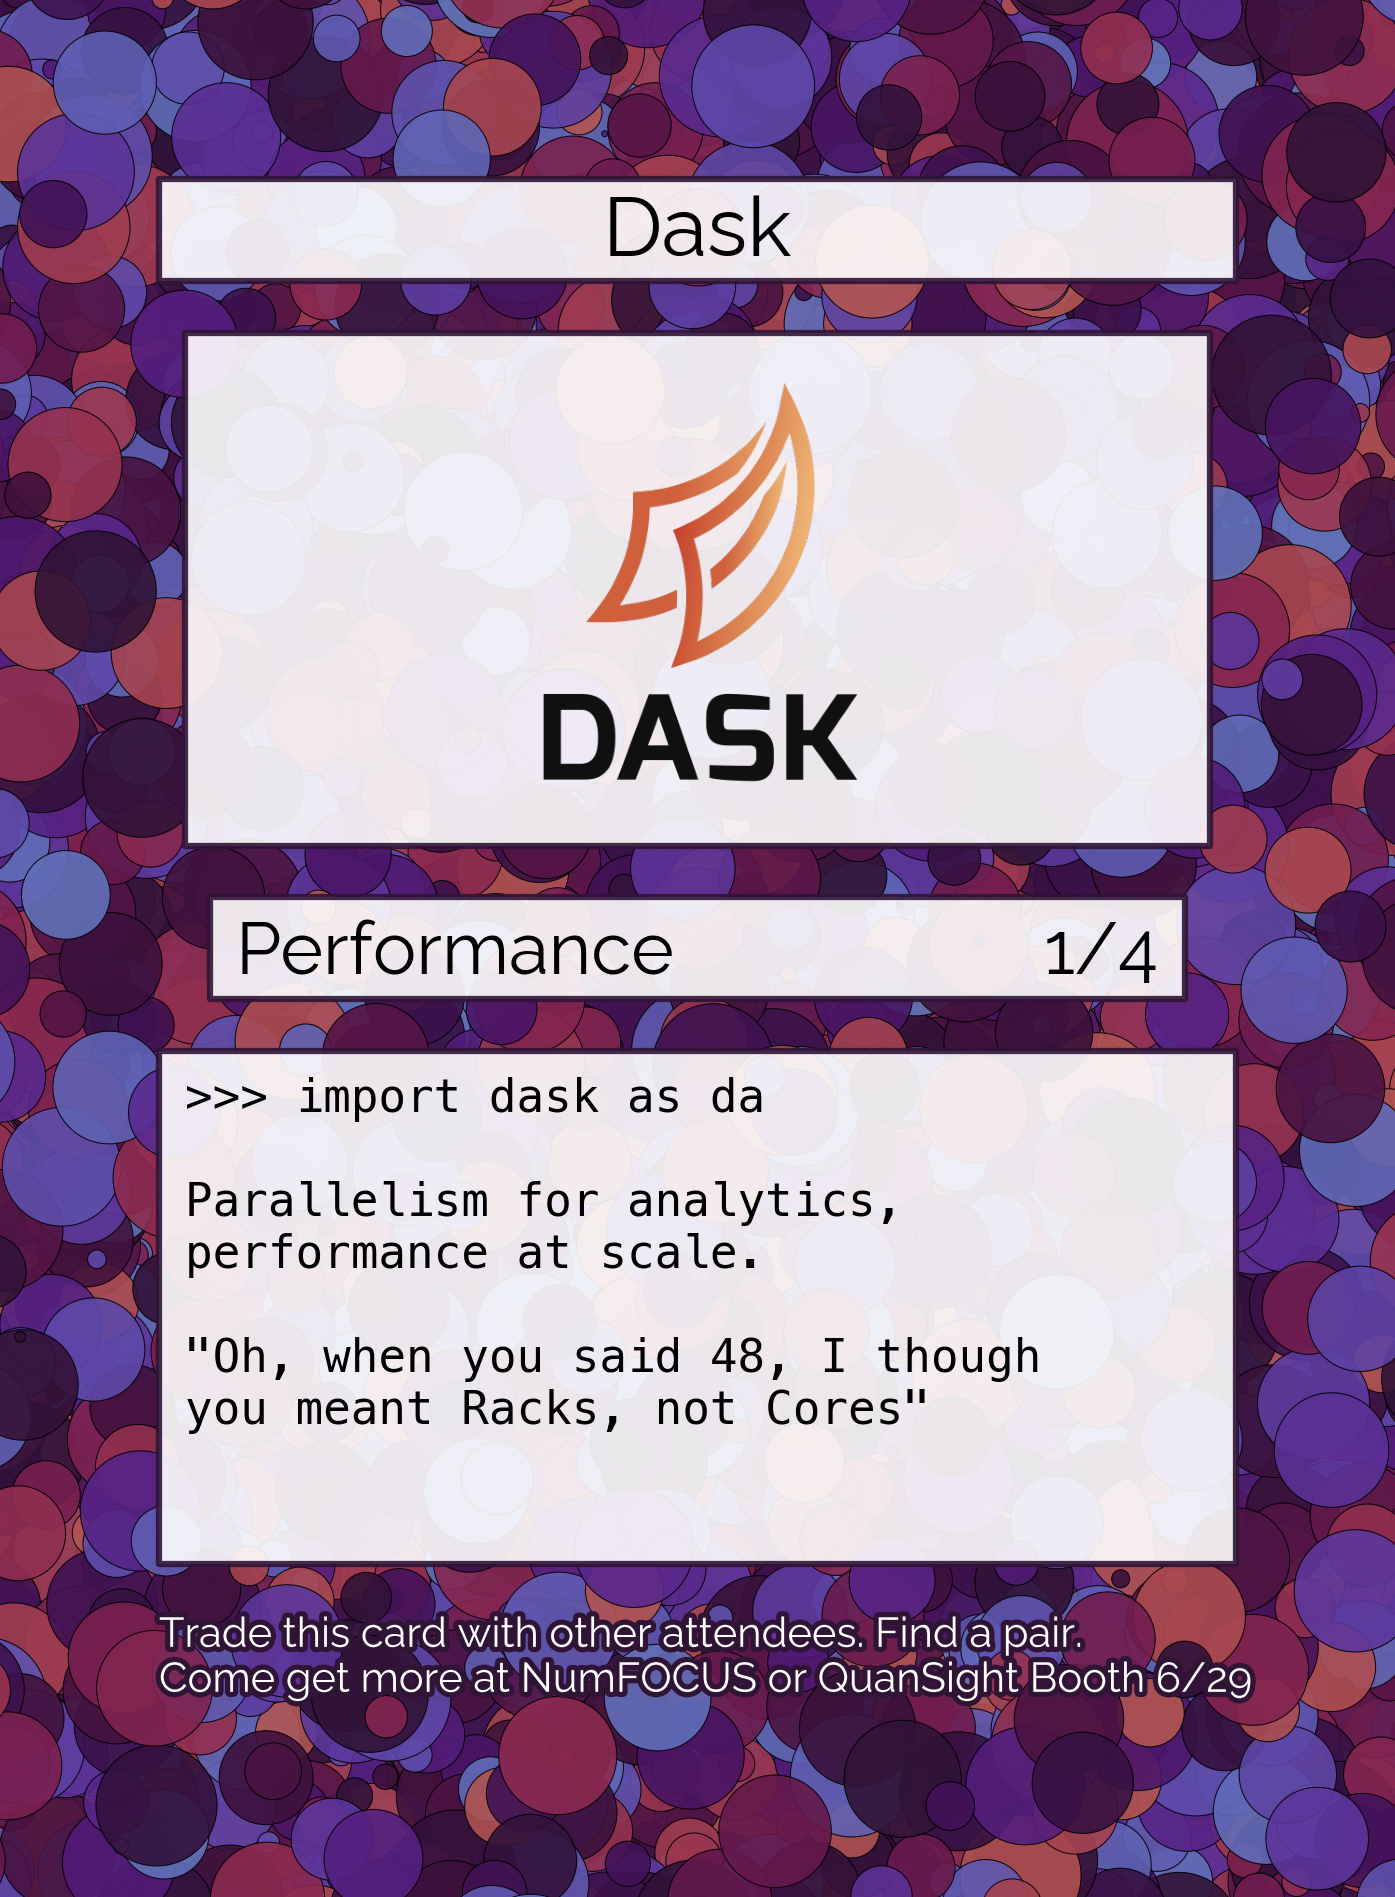 Dask
DASK
Performance 1/4
>>> import dask as da
Parallelism for analytics,
performance at scale.
"Oh, when you said 48, I though
you meant Racks, not Cores"
Trade this card with other attendees. Find a pair.
Come get more at NumFOCUS or QuanSight Booth 6/29